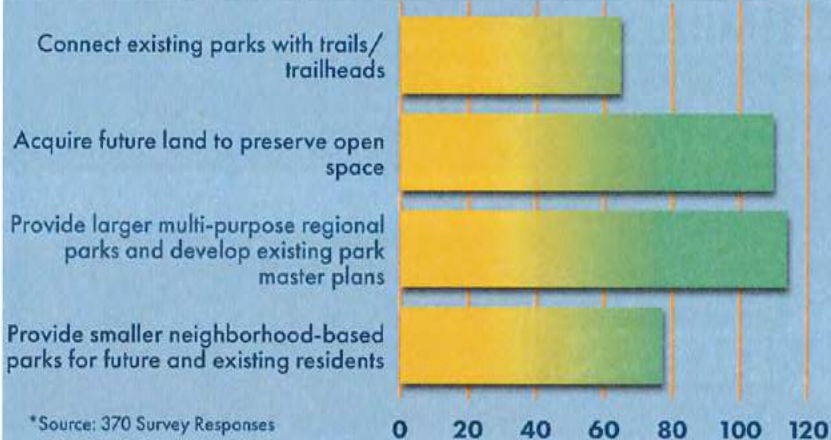 Connect existing parks with trails/
trailheads
Acquire future land to preserve open
space
Provide larger multi-purpose regional
parks and develop existing park
master plans
Provide smaller neighborhood-based
parks for future and existing residents
*Source: 370 Survey Responses
0 20 40 60 80 100 120